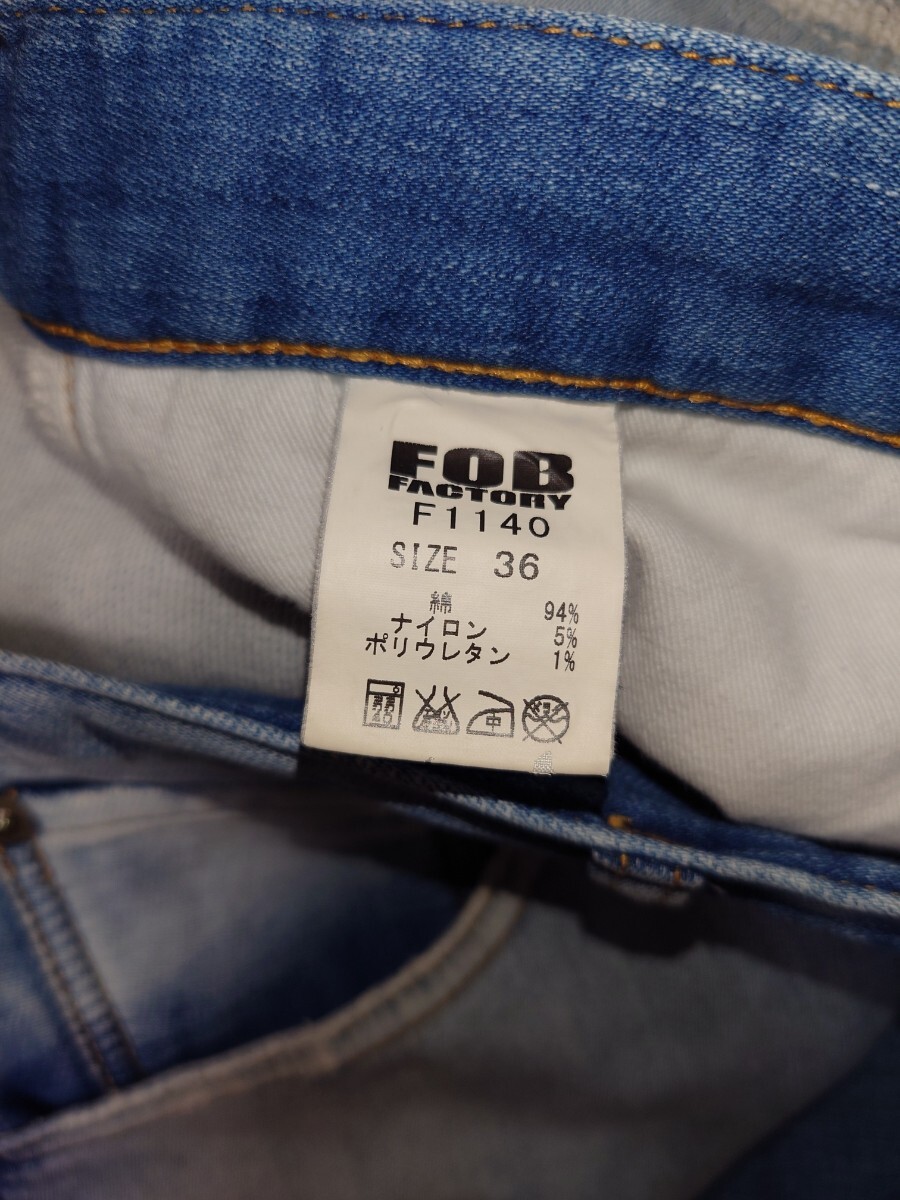 FOB
FACTORY
F1140
SIZE 36
綿 94%
ナイロン 5%
ポリウレタン 1%
中